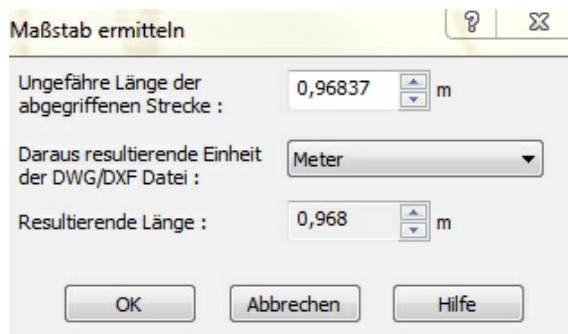 Maßstab ermitteln
Ungefähre Länge der
abgegriffenen Strecke :
0,96837 m
Daraus resultierende Einheit
der DWG/DXF Datei :
Meter
Resultierende Länge :
0,968 m
OK Abbrechen Hilfe